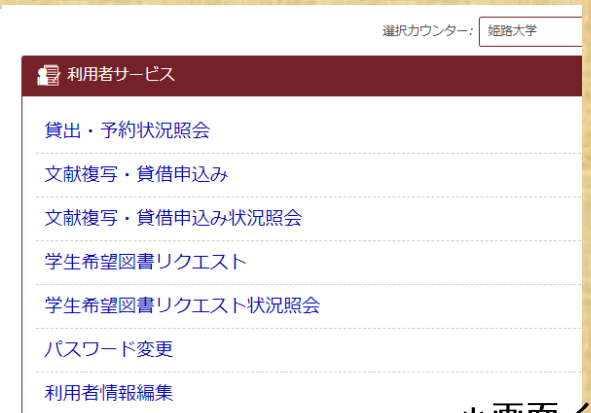 選択カウンター: 姫路大学
利用者サービス
貸出・予約状況照会
文献複写・貸借申込み
文献複写・貸借申込み状況照会
学生希望図書リクエスト
学生希望図書リクエスト状況照会
パスワード変更
利用者情報編集
＊画面